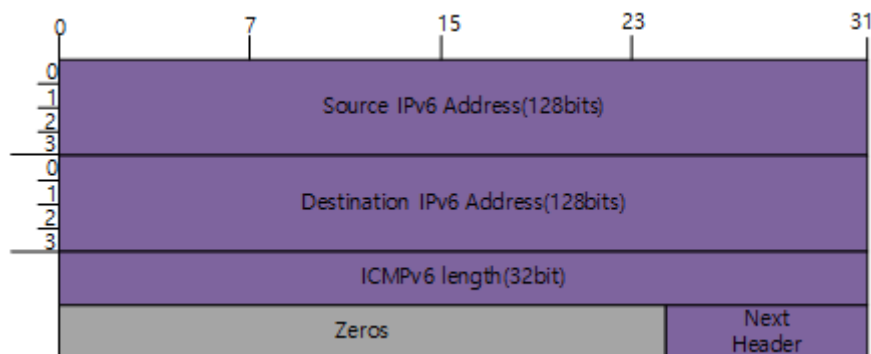 0 7 15 23 31
0
1
Source IPv6 Address(128bits)
2
3
0
1
Destination IPv6 Address(128bits)
2
3
ICMPv6 length(32bit)
Zeros
Next
Header